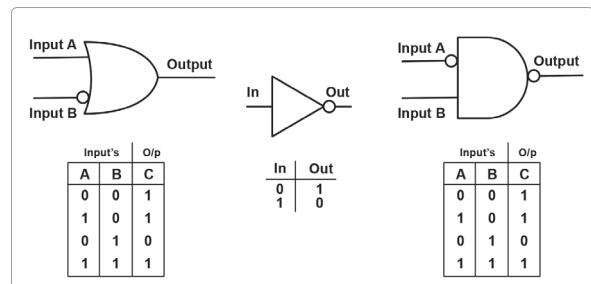 Input A
Output
Input B
Input's O/p
A B C
0 0 1
1 0 1
0 1 0
1 1 1
In Out
In Out
0 1
1 0
Input A
Output
Input B
Input's O/p
A B C
0 0 1
1 0 1
0 1 0
1 1 1